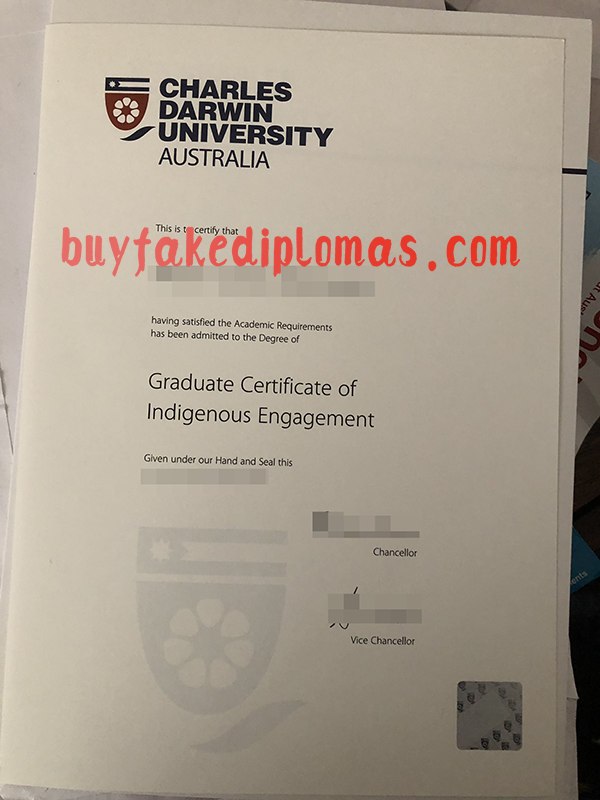 CHARLES
DARWIN
UNIVERSITY
AUSTRALIA
This is to certify that
buyfakediplomas.com
having satisfied the Academic Requirements
has been admitted to the Degree of
Graduate Certificate of
Indigenous Engagement
Given under our Hand and Seal this
Chancellor
Vice Chancellor